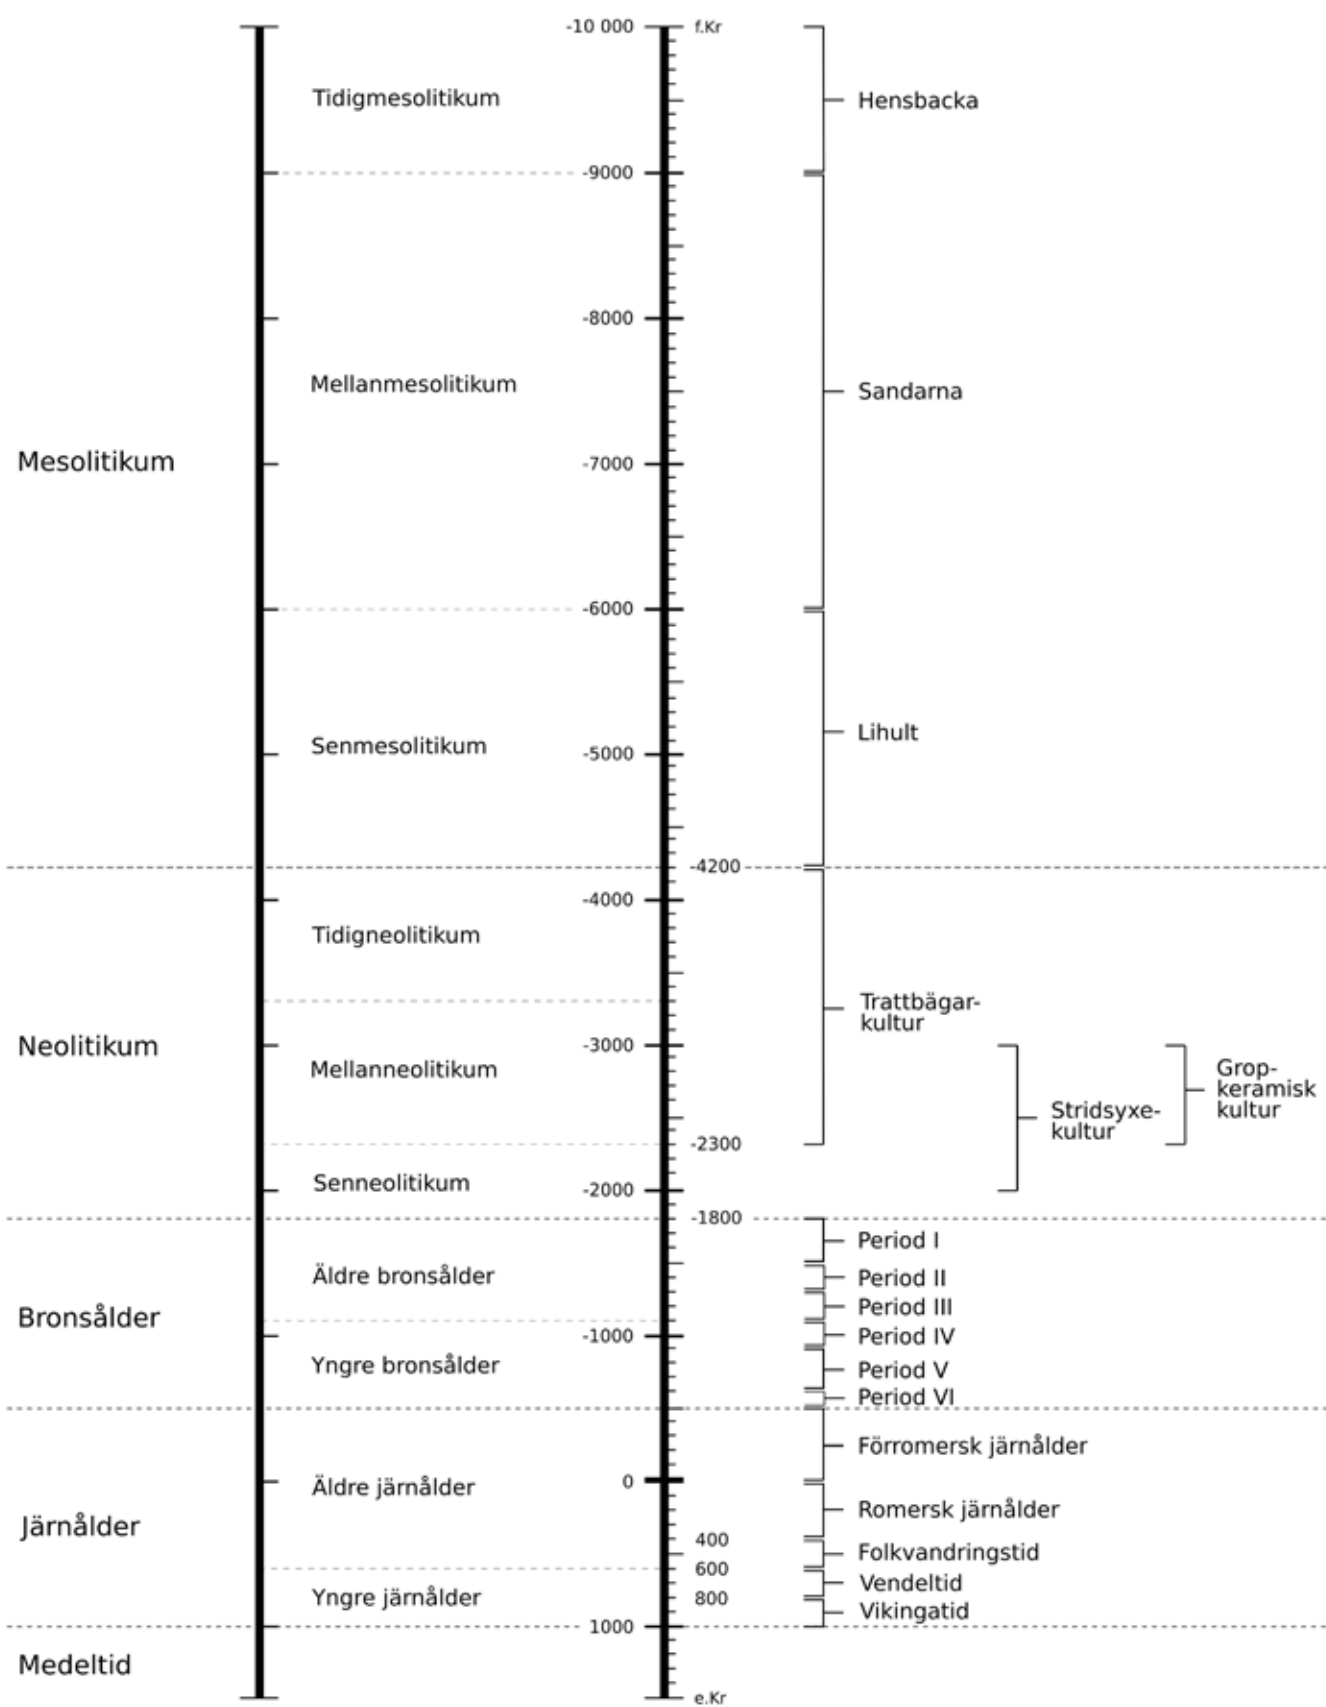 -10 000 f.Kr
Tidigmesolitikum
Hensbacka
-9000
-8000
Mellanmesolitikum
Sandarna
Mesolitikum
-7000
-6000
Lihult
Senmesolitikum
-5000
-4200
-4000
Tidigneolitikum
Trattbägar-
kultur
Neolitikum
-3000
Mellanneolitikum
Grop-
keramisk
kultur
Stridsyxe-
kultur
-2300
Senneolitikum
-2000
-1800
Period I
Äldre bronsålder
Period II
Period III
Bronsålder
-1000
Period IV
Yngre bronsålder
Period V
Period VI
Förromersk järnålder
0
Äldre järnålder
Romersk järnålder
Järnålder
400
Folkvandringstid
600
Vendeltid
Yngre järnålder
800
Vikingatid
1000
Medeltid
e.Kr